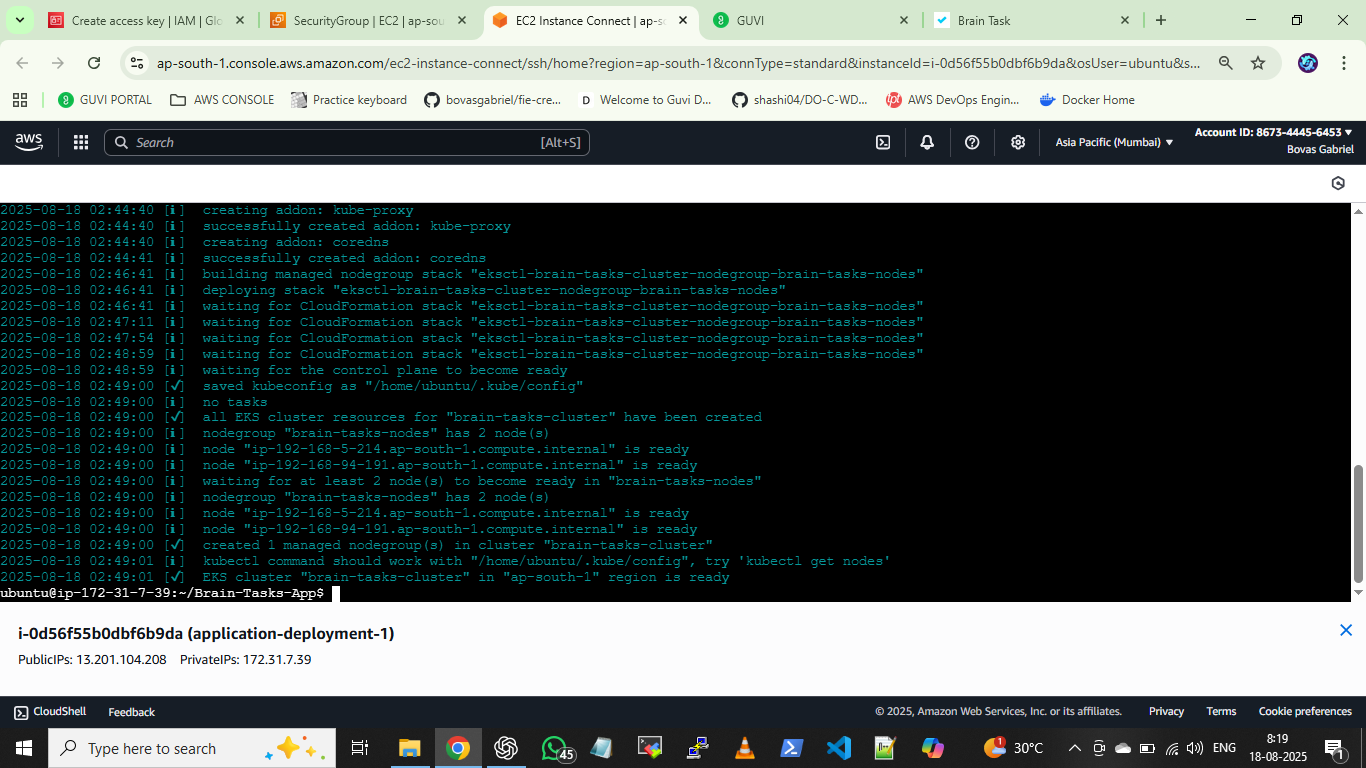 Create access key | IAM | Glo
SecurityGroup | EC2 | ap-sou
EC2 Instance Connect | ap-s
GUVI
Brain Task
ap-south-1.console.aws.amazon.com/ec2-instance-connect/ssh/home?region=ap-south-1&connType=standard&instanceId=i-0d56f55b0dbf6b9da&osUser=ubuntu&s...
GUVI PORTAL
AWS CONSOLE
Practice keyboard
bovasgabriel/fie-cre...
Welcome to Guvi D...
shashi04/DO-C-WD...
AWS DevOps Engin...
Docker Home
aws
Search
[Alt+S]
Asia Pacific (Mumbai)
Account ID: 8673-4445-6453
Bovas Gabriel
2025-08-18 02:44:40 [ℹ]  creating addon: kube-proxy
2025-08-18 02:44:40 [ℹ]  successfully created addon: kube-proxy
2025-08-18 02:44:40 [ℹ]  creating addon: coredns
2025-08-18 02:44:41 [ℹ]  successfully created addon: coredns
2025-08-18 02:46:41 [ℹ]  building managed nodegroup stack "eksctl-brain-tasks-cluster-nodegroup-brain-tasks-nodes"
2025-08-18 02:46:41 [ℹ]  deploying stack "eksctl-brain-tasks-cluster-nodegroup-brain-tasks-nodes"
2025-08-18 02:46:41 [ℹ]  waiting for CloudFormation stack "eksctl-brain-tasks-cluster-nodegroup-brain-tasks-nodes"
2025-08-18 02:47:11 [ℹ]  waiting for CloudFormation stack "eksctl-brain-tasks-cluster-nodegroup-brain-tasks-nodes"
2025-08-18 02:47:54 [ℹ]  waiting for CloudFormation stack "eksctl-brain-tasks-cluster-nodegroup-brain-tasks-nodes"
2025-08-18 02:48:59 [ℹ]  waiting for CloudFormation stack "eksctl-brain-tasks-cluster-nodegroup-brain-tasks-nodes"
2025-08-18 02:48:59 [ℹ]  waiting for the control plane to become ready
2025-08-18 02:49:00 [✔]  saved kubeconfig as "/home/ubuntu/.kube/config"
2025-08-18 02:49:00 [ℹ]  no tasks
2025-08-18 02:49:00 [✔]  all EKS cluster resources for "brain-tasks-cluster" have been created
2025-08-18 02:49:00 [ℹ]  nodegroup "brain-tasks-nodes" has 2 node(s)
2025-08-18 02:49:00 [ℹ]  node "ip-192-168-5-214.ap-south-1.compute.internal" is ready
2025-08-18 02:49:00 [ℹ]  node "ip-192-168-94-191.ap-south-1.compute.internal" is ready
2025-08-18 02:49:00 [ℹ]  waiting for at least 2 node(s) to become ready in "brain-tasks-nodes"
2025-08-18 02:49:00 [ℹ]  nodegroup "brain-tasks-nodes" has 2 node(s)
2025-08-18 02:49:00 [ℹ]  node "ip-192-168-5-214.ap-south-1.compute.internal" is ready
2025-08-18 02:49:00 [ℹ]  node "ip-192-168-94-191.ap-south-1.compute.internal" is ready
2025-08-18 02:49:00 [✔]  created 1 managed nodegroup(s) in cluster "brain-tasks-cluster"
2025-08-18 02:49:01 [ℹ]  kubectl command should work with "/home/ubuntu/.kube/config", try 'kubectl get nodes'
2025-08-18 02:49:01 [✔]  EKS cluster "brain-tasks-cluster" in "ap-south-1" region is ready
ubuntu@ip-172-31-7-39:~/Brain-Tasks-App$
i-0d56f55b0dbf6b9da (application-deployment-1)
PublicIPs: 13.201.104.208 PrivateIPs: 172.31.7.39
CloudShell
Feedback
© 2025, Amazon Web Services, Inc. or its affiliates.
Privacy
Terms
Cookie preferences
Type here to search
45
1
30°C
ENG
8:19
18-08-2025
1